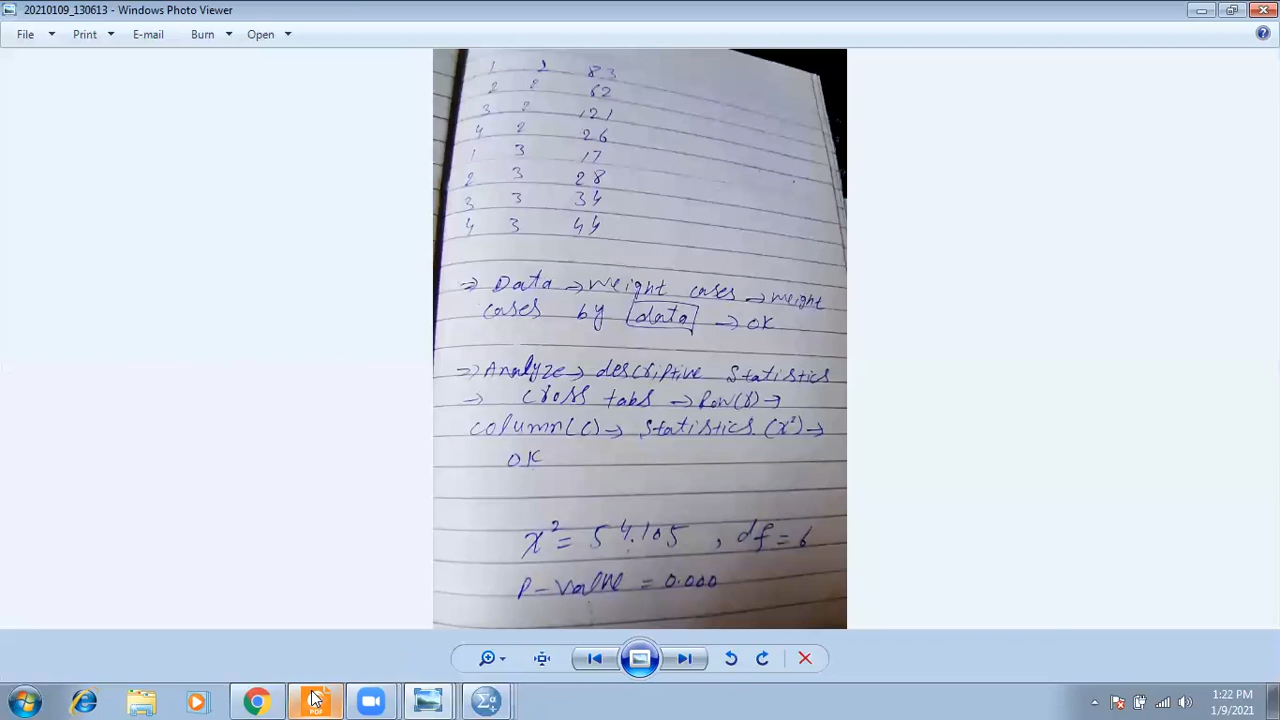 20210109_130613 - Windows Photo Viewer
File Print E-mail Burn Open
1 2 83
2 2 62
3 2 121
4 2 26
1 3 17
2 3 28
3 3 34
4 3 44
⇒ Data → weight cases → weight
cases by data → OK
⇒ Analyze → descriptive Statistics
→ Cross tabs → Row(r) →
column(c) → Statistics (x²) →
OK
x² = 54.105 , df = 6
P-value = 0.000
PDF
Σα
1:22 PM
1/9/2021